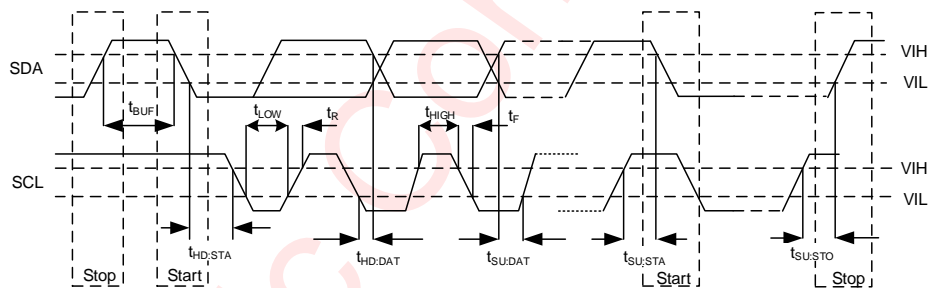 SDA
VIH
VIL
tBUF
tLOW
tR
tHIGH
tF
SCL
VIH
VIL
tHD:STA
tHD:DAT
tSU:DAT
tSU:STA
tSU:STO
Stop
Start
Start
Stop